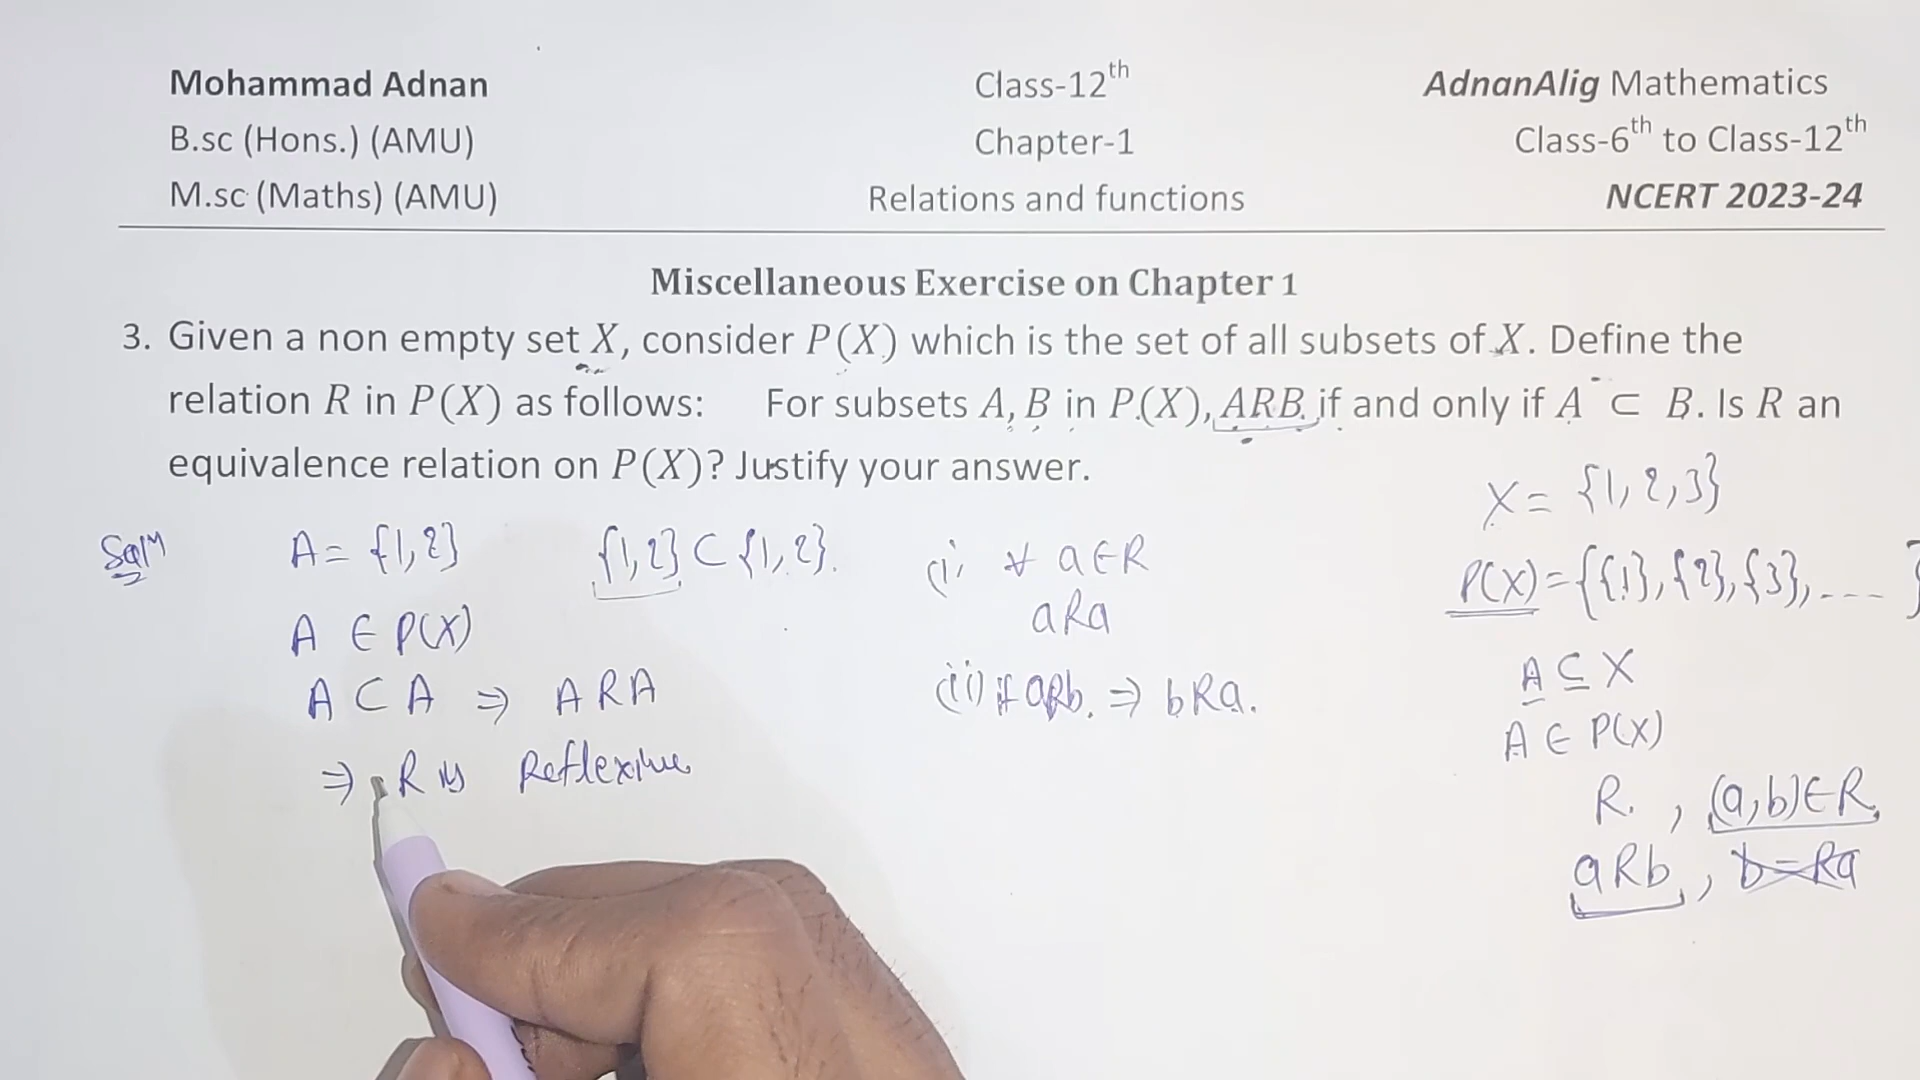 Mohammad Adnan
B.sc (Hons.) (AMU)
M.sc (Maths) (AMU)
Class-12th
Chapter-1
Relations and functions
AdnanAlig Mathematics
Class-6th to Class-12th
NCERT 2023-24
Miscellaneous Exercise on Chapter 1
3. Given a non empty set X, consider P(X) which is the set of all subsets of X. Define the
relation R in P(X) as follows: For subsets A, B in P(X), ARB if and only if A ⊂ B. Is R an
equivalence relation on P(X)? Justify your answer.
Solⁿ
A = {1,2}
A ∈ P(X)
A ⊂ A ⇒ ARA
⇒ R is Reflexive
{1,2} ⊂ {1,2}.
(i) ∀ a∈R
aRa
(ii) if aRb. ⇒ bRa.
X = {1,2,3}
P(X) = {{1},{2},{3},---- }
A ⊆ X
A ∈ P(X)
R. , (a,b)∈R
aRb , b=Ra